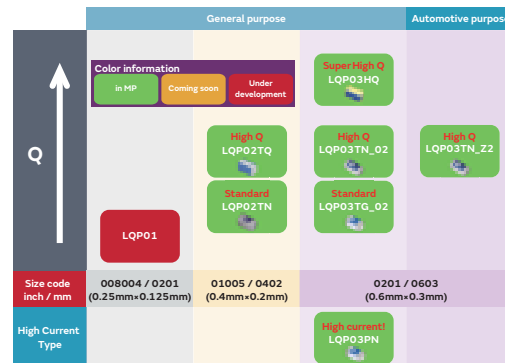 General purpose
Automotive purpose
Color information
in MP
Coming soon
Under
development
Super High Q
LQP03HQ
Q
High Q
LQP02TQ
High Q
LQP03TN_02
High Q
LQP03TN_Z2
Standard
LQP02TN
Standard
LQP03TG_02
LQP01
Size code
inch / mm
008004 / 0201
(0.25mm×0.125mm)
01005 / 0402
(0.4mm×0.2mm)
0201 / 0603
(0.6mm×0.3mm)
High Current
Type
High current!
LQP03PN